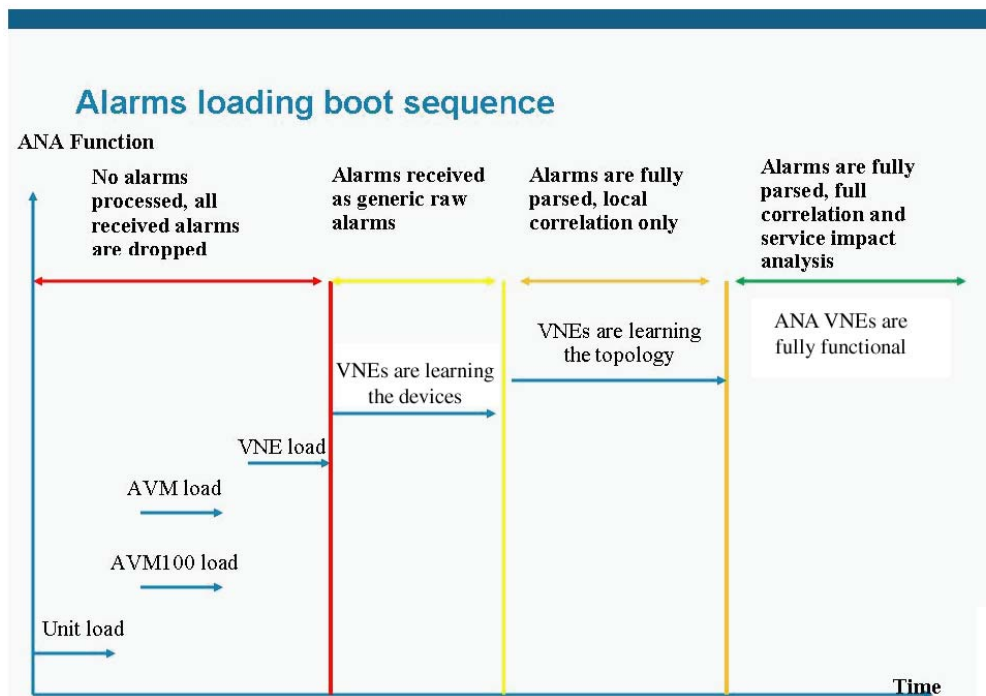 Alarms loading boot sequence
ANA Function
No alarms
processed, all
received alarms
are dropped
Alarms received
as generic raw
alarms
Alarms are fully
parsed, local
correlation only
Alarms are fully
parsed, full
correlation and
service impact
analysis
ANA VNEs are
fully functional
VNEs are learning
the topology
VNEs are learning
the devices
VNE load
AVM load
AVM100 load
Unit load
Time